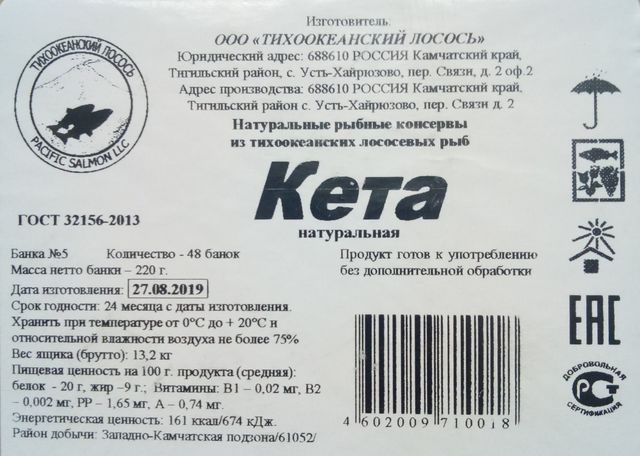 ТИХООКЕАНСКИЙ ЛОСОСЬ
PACIFIC SALMON LLC
Изготовитель.
ООО «ТИХООКЕАНСКИЙ ЛОСОСЬ»
Юридический адрес: 688610 РОССИЯ Камчатский край,
Тигильский район, с. Усть-Хайрюзово, пер. Связи, д. 2 оф.2
Адрес производства: 688610 РОССИЯ Камчатский край,
Тигильский район с. Усть-Хайрюзово, пер. Связи д. 2
Натуральные рыбные консервы
из тихоокеанских лососевых рыб
Кета
натуральная
ГОСТ 32156-2013
Банка №5 Количество - 48 банок
Масса нетто банки – 220 г.
Дата изготовления: 27.08.2019
Срок годности: 24 месяца с даты изготовления.
Хранить при температуре от 0°С до + 20°С и
относительной влажности воздуха не более 75%
Вес ящика (брутто): 13,2 кг
Пищевая ценность на 100 г. продукта (средняя):
белок - 20 г, жир –9 г.; Витамины: В1 – 0,02 мг, В2
– 0,002 мг, РР – 1,65 мг, А – 0,74 мг.
Энергетическая ценность: 161 ккал/674 кДж.
Район добычи: Западно-Камчатская подзона/61052/
Продукт готов к употреблению
без дополнительной обработки
4 602009 710018
ЕАС
ДОБРОВОЛЬНАЯ
РСТ
СЕРТИФИКАЦИЯ